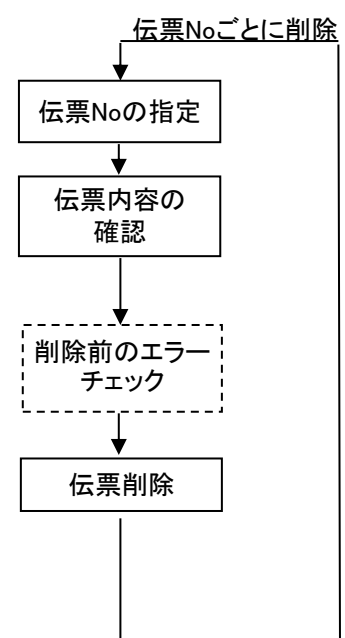 伝票Noごとに削除
伝票Noの指定
伝票内容の
確認
削除前のエラー
チェック
伝票削除